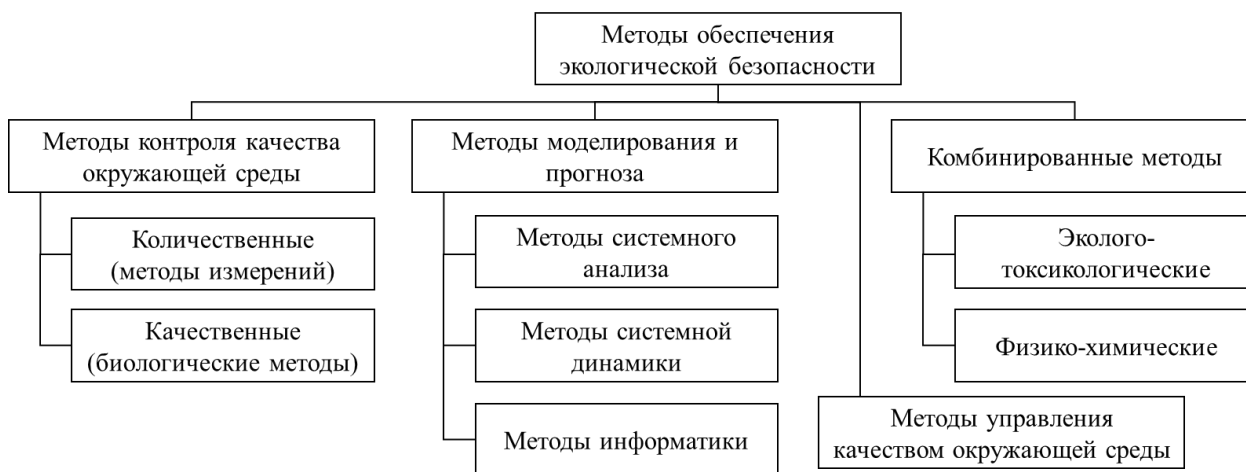 Методы обеспечения
экологической безопасности
Методы контроля качества
окружающей среды
Количественные
(методы измерений)
Качественные
(биологические методы)
Методы моделирования и
прогноза
Методы системного
анализа
Методы системной
динамики
Методы информатики
Комбинированные методы
Эколого-
токсикологические
Физико-химические
Методы управления
качеством окружающей среды